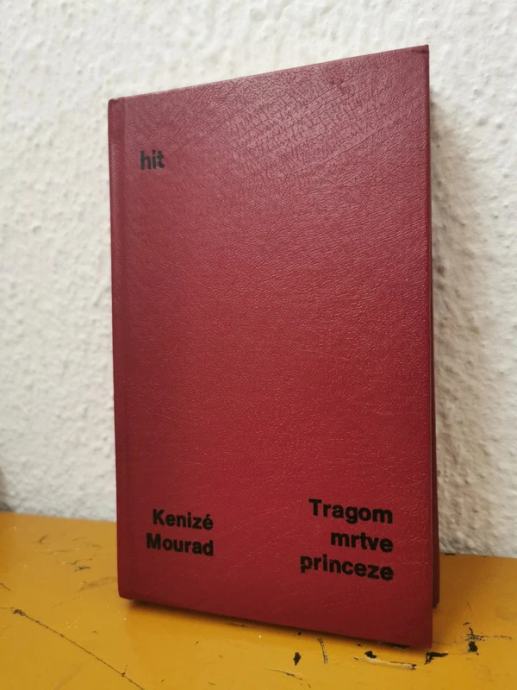 hit
Kenizé
Mourad
Tragom
mrtve
princeze